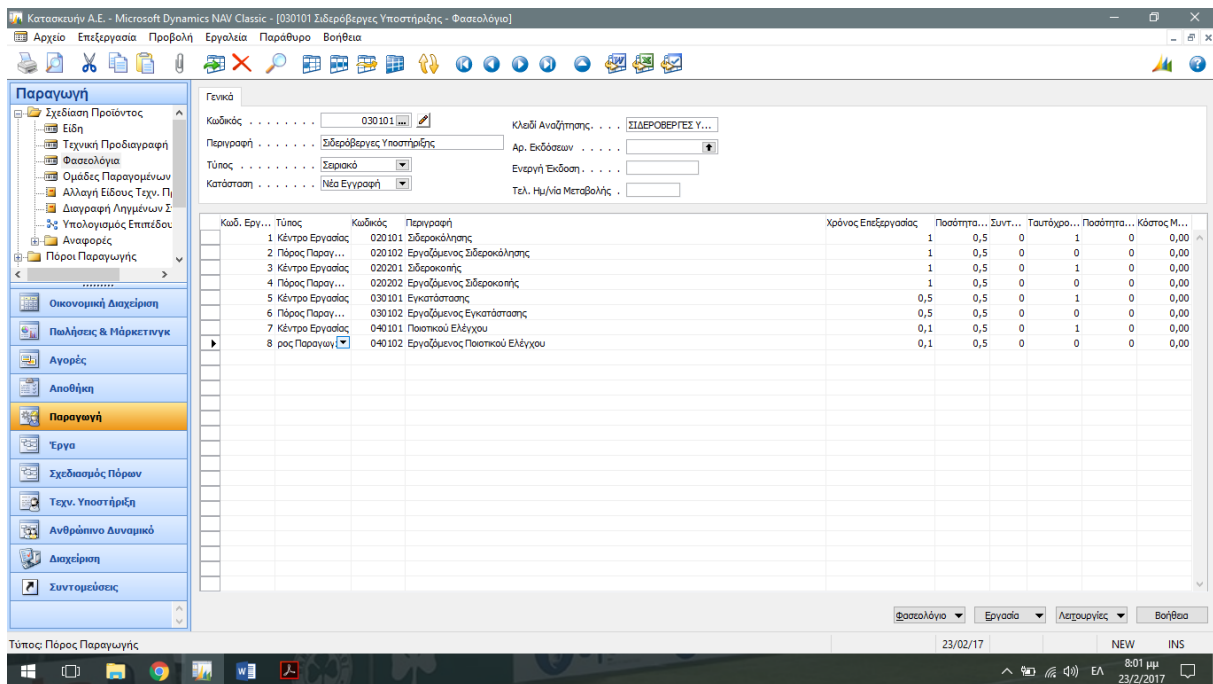 Κατασκευήν Α.Ε. - Microsoft Dynamics NAV Classic - [030101 Σιδερόβεργες Υποστήριξης - Φασεολόγιο]
Αρχείο Επεξεργασία Προβολή Εργαλεία Παράθυρο Βοήθεια
Παραγωγή
Σχεδίαση Προϊόντος
Είδη
Τεχνική Προδιαγραφή
Φασεολόγια
Ομάδες Παραγομένων
Αλλαγή Είδους Τεχν. Πρ
Διαγραφή Ληγμένων Σ
Υπολογισμός Επιπέδου
Αναφορές
Πόροι Παραγωγής
Οικονομική Διαχείριση
Πωλήσεις & Μάρκετινγκ
Αγορές
Αποθήκη
Παραγωγή
Έργα
Σχεδιασμός Πόρων
Τεχν. Υποστήριξη
Ανθρώπινο Δυναμικό
Διαχείριση
Συντομεύσεις
Γενικά
Κωδικός . . . . . . . . 030101 ...
Περιγραφή . . . . . . . Σιδερόβεργες Υποστήριξης
Τύπος . . . . . . . . . Σειριακό
Κατάσταση . . . . . . . Νέα Εγγραφή
Κλειδί Αναζήτησης. . . . ΣΙΔΕΡΟΒΕΡΓΕΣ Υ...
Αρ. Εκδόσεων . . . . .
Ενεργή Έκδοση . . . . .
Τελ. Ημ/νία Μεταβολής .
Κωδ. Εργ... Τύπος Κωδικός Περιγραφή Χρόνος Επεξεργασίας Ποσότητα... Συντ... Ταυτόχρο... Ποσότητα... Κόστος Μ...
1 Κέντρο Εργασίας 020101 Σιδεροκόλησης 1 0,5 0 1 0 0,00
2 Πόρος Παραγ... 020102 Εργαζόμενος Σιδεροκόλησης 1 0,5 0 0 0 0,00
3 Κέντρο Εργασίας 020201 Σιδεροκοπής 1 0,5 0 1 0 0,00
4 Πόρος Παραγ... 020202 Εργαζόμενος Σιδεροκοπής 1 0,5 0 0 0 0,00
5 Κέντρο Εργασίας 030101 Εγκατάστασης 0,5 0,5 0 1 0 0,00
6 Πόρος Παραγ... 030102 Εργαζόμενος Εγκατάστασης 0,5 0,5 0 0 0 0,00
7 Κέντρο Εργασίας 040101 Ποιοτικού Ελέγχου 0,1 0,5 0 1 0 0,00
8 ρος Παραγωγ 040102 Εργαζόμενος Ποιοτικού Ελέγχου 0,1 0,5 0 0 0 0,00
Φασεολόγιο Εργασία Λειτουργίες Βοήθεια
Τύπος: Πόρος Παραγωγής 23/02/17 NEW INS
ΕΛ 8:01 μμ
23/2/2017